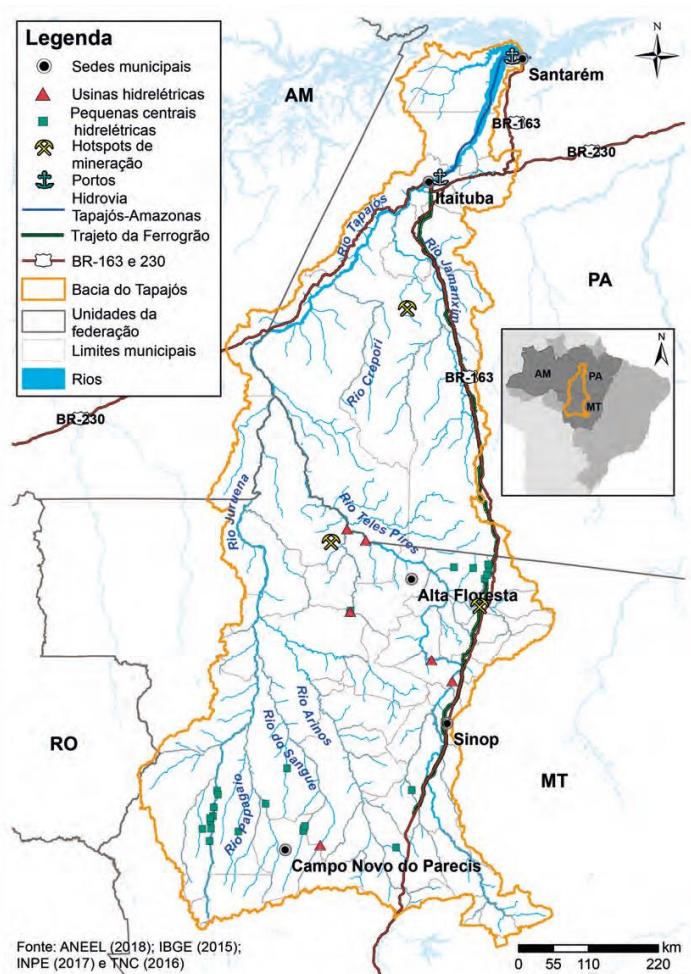 Legenda
Sedes municipais
Usinas hidrelétricas
Pequenas centrais
hidrelétricas
Hotspots de
mineração
Portos
Hidrovia
Tapajós-Amazonas
Trajeto da Ferrogrão
BR-163 e 230
Bacia do Tapajós
Unidades da
federação
Limites municipais
Rios
N
AM
Santarém
BR-163
BR-230
Itaituba
Rio Tapajós
Rio Jamanxim
PA
Rio Crepori
BR-163
N
AM
PA
MT
BR-230
Rio Juruena
Rio Teles Pires
Alta Floresta
Rio Arinos
Rio do Sangue
Sinop
RO
MT
Rio Papagaio
Campo Novo do Parecis
Fonte: ANEEL (2018); IBGE (2015);
INPE (2017) e TNC (2016)
km
0 55 110 220